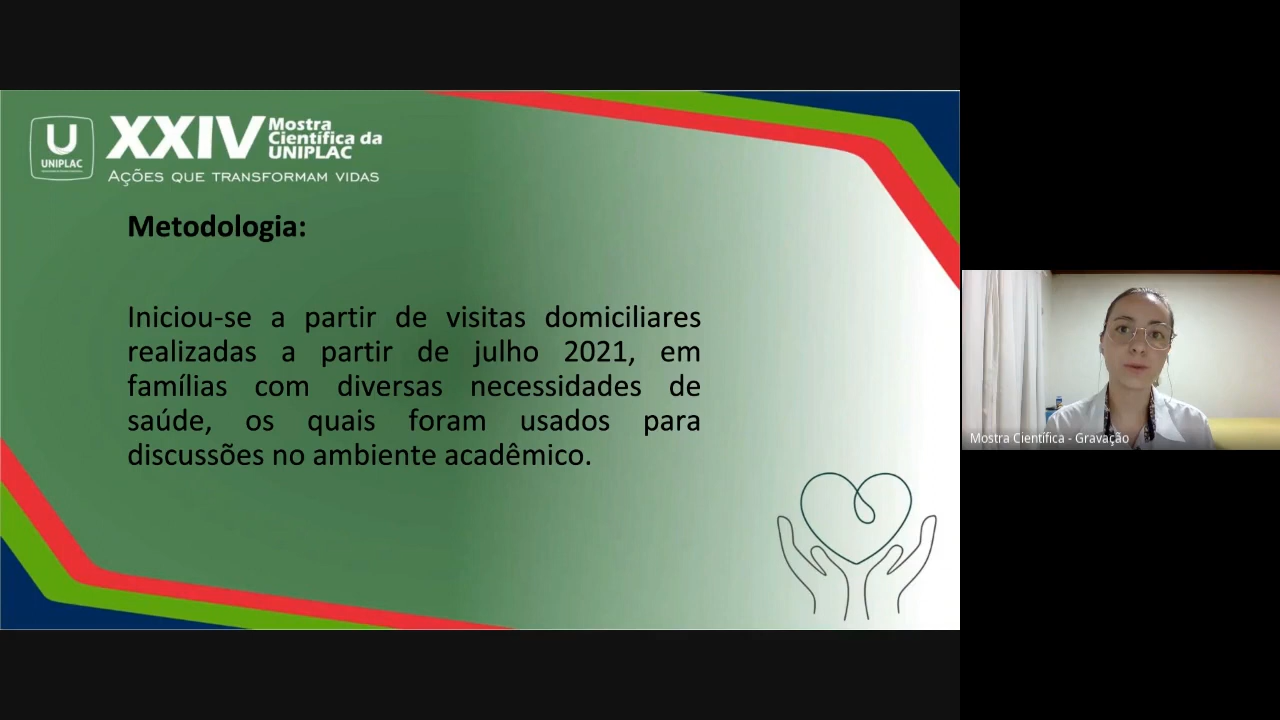 U
UNIPLAC
XXIV Mostra
Científica da
UNIPLAC
AÇÕES QUE TRANSFORMAM VIDAS
Metodologia:
Iniciou-se a partir de visitas domiciliares
realizadas a partir de julho 2021, em
famílias com diversas necessidades de
saúde, os quais foram usados para
discussões no ambiente acadêmico.
Mostra Científica - Gravação